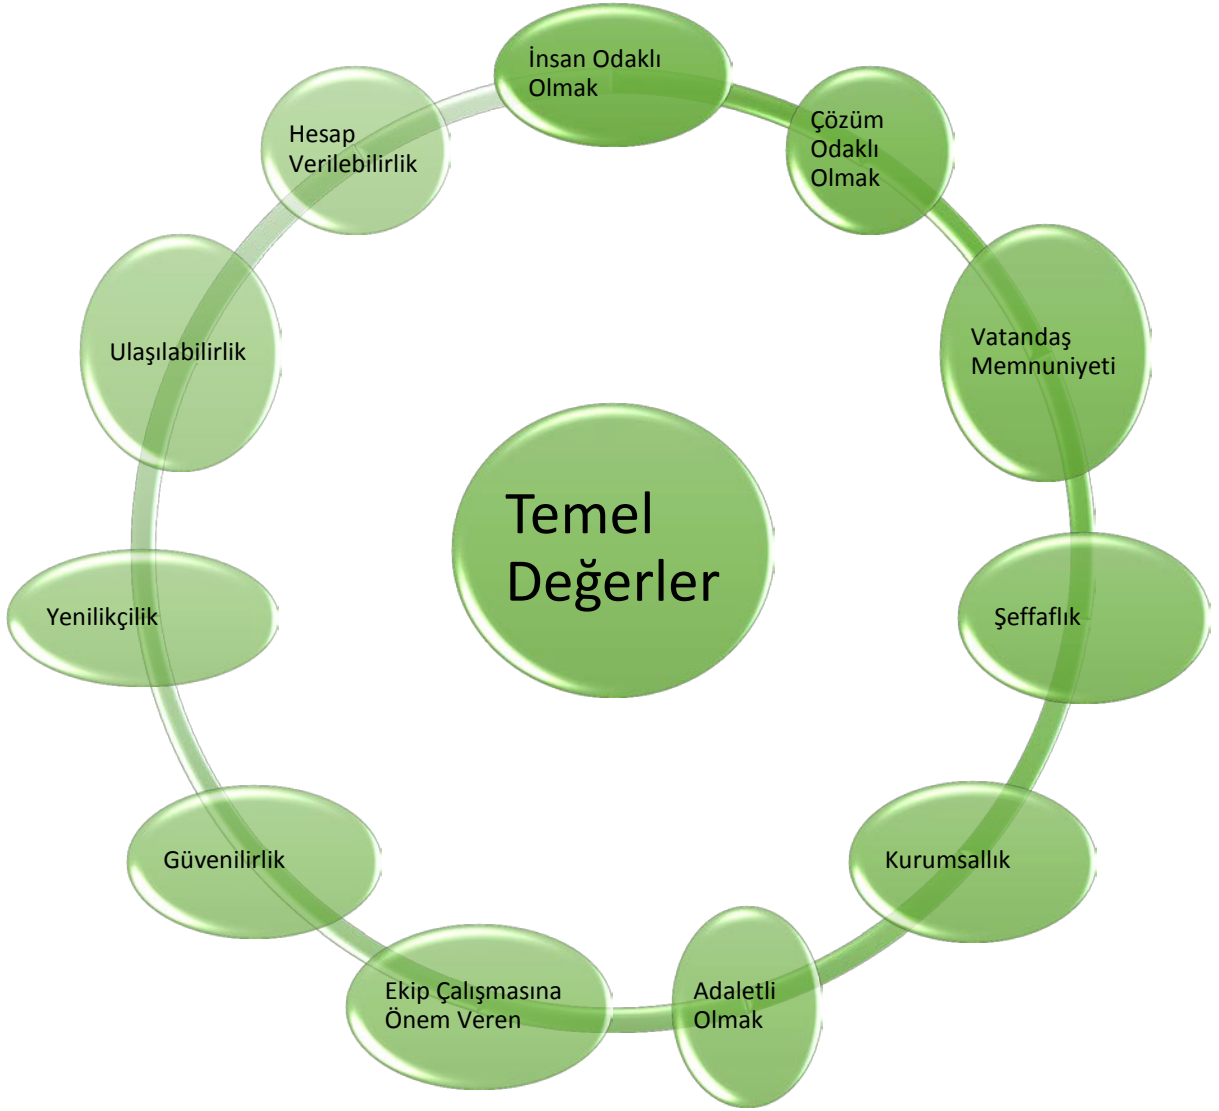 İnsan Odaklı
Olmak
Çözüm
Odaklı
Olmak
Vatandaş
Memnuniyeti
Şeffaflık
Kurumsallık
Adaletli
Olmak
Ekip Çalışmasına
Önem Veren
Güvenilirlik
Yenilikçilik
Ulaşılabilirlik
Hesap
Verilebilirlik
Temel
Değerler